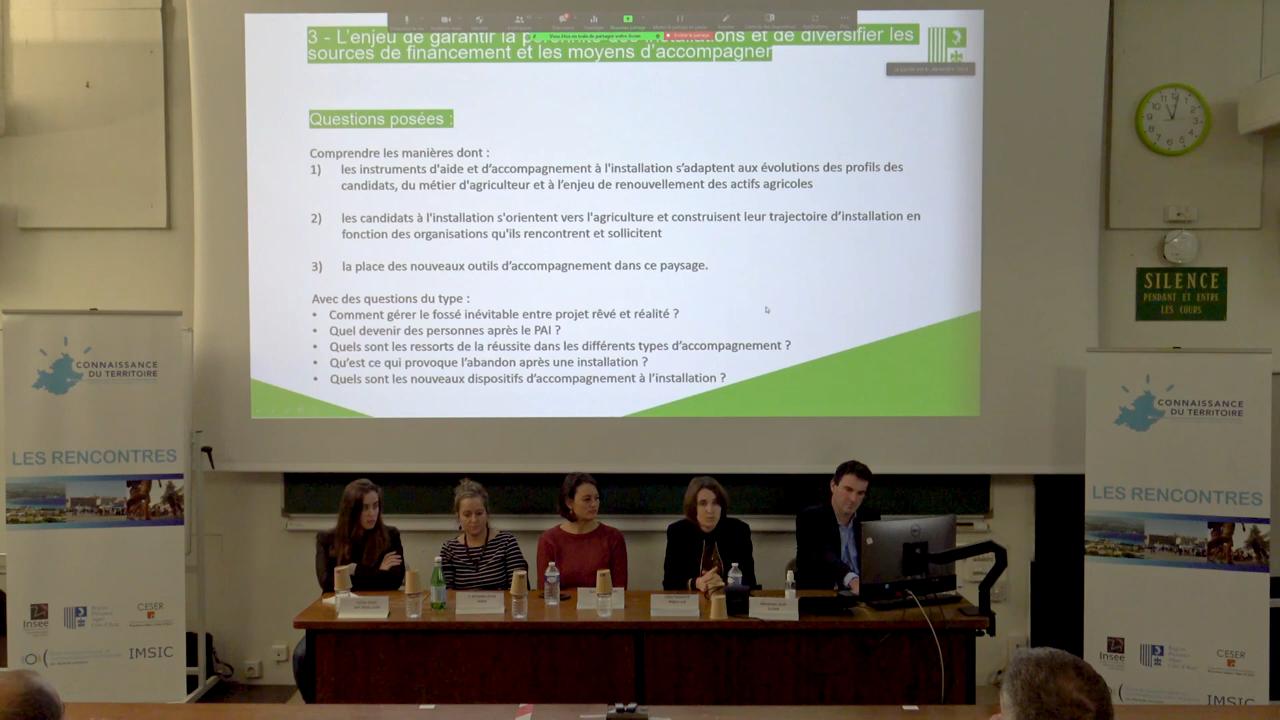 3 - L'enjeu de garantir la et de diversifier les
sources de financement et les moyens d'accompagner
Questions posées :
Comprendre les manières dont :
1) les instruments d'aide et d'accompagnement à l'installation s'adaptent aux évolutions des profils des
candidats, du métier d'agriculteur et à l'enjeu de renouvellement des actifs agricoles
2) les candidats à l'installation s'orientent vers l'agriculture et construisent leur trajectoire d'installation en
fonction des organisations qu'ils rencontrent et sollicitent
3) la place des nouveaux outils d'accompagnement dans ce paysage.
Avec des questions du type :
• Comment gérer le fossé inévitable entre projet rêvé et réalité ?
• Quel devenir des personnes après le PAI ?
• Quels sont les ressorts de la réussite dans les différents types d'accompagnement ?
• Qu'est ce qui provoque l'abandon après une installation ?
• Quels sont les nouveaux dispositifs d'accompagnement à l'installation ?
SILENCE
PENDANT ET ENTRE
LES COURS
CONNAISSANCE
DU TERRITOIRE
LES RENCONTRES
Insee
CESER
IMSIC
CONNAISSANCE
DU TERRITOIRE
LES RENCONTRES
Insee
CESER
IMSIC
DELL